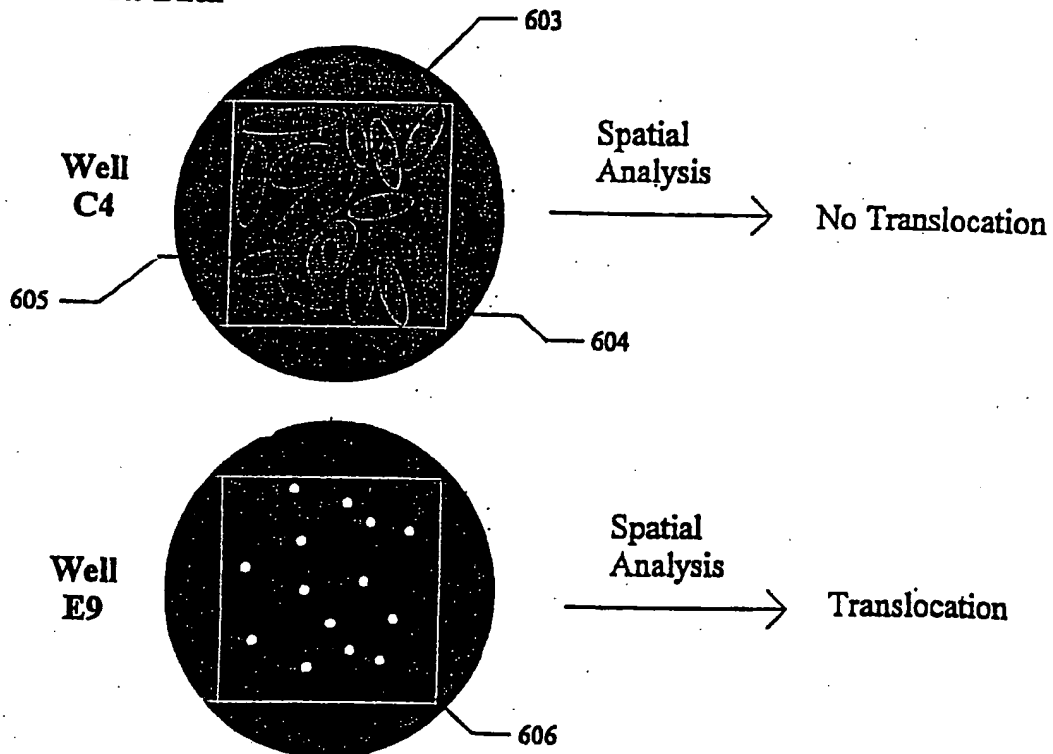 603
Well
C4
Spatial
Analysis
No Translocation
605
604
Well
E9
Spatial
Analysis
Translocation
606